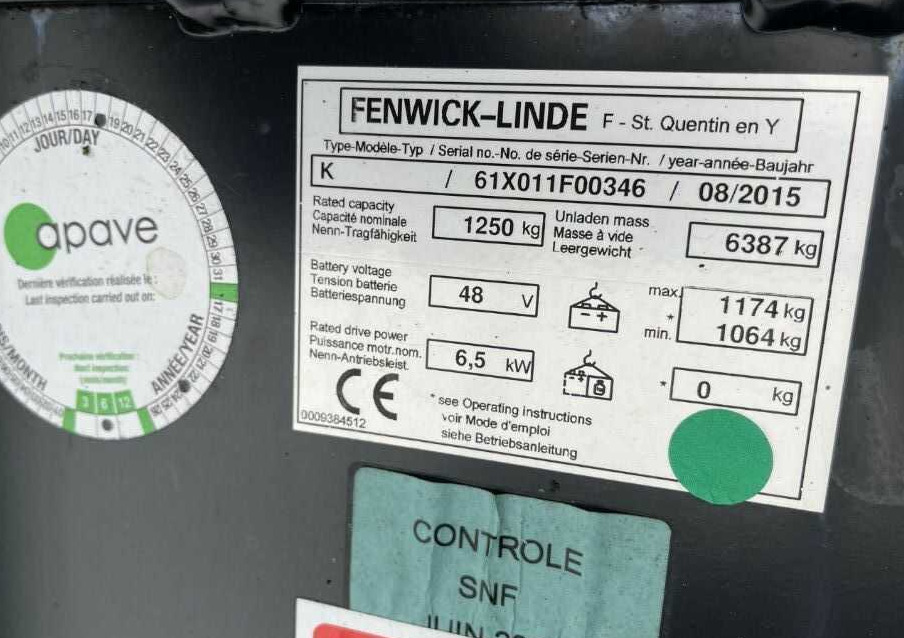 JOUR/DAY
apave
Dernière vérification réalisée le :
Last inspection carried out on:
ANNÉE/YEAR
/MONTH
3 6 12
FENWICK-LINDE F - St. Quentin en Y
Type-Modèle-Typ / Serial no.-No. de série-Serien-Nr. / year-année-Baujahr
K / 61X011F00346 / 08/2015
Rated capacity
Capacité nominale
Nenn-Tragfähigkeit
1250 kg
Unladen mass
Masse à vide
Leergewicht
6387 kg
Battery voltage
Tension batterie
Batteriespannung
48 V
- +
max.
*
min.
1174 kg
1064 kg
Rated drive power
Puissance motr.nom.
Nenn-Antriebsleist.
6,5 kW
* 0 kg
CE
0009384512
* see Operating Instructions
voir Mode d'emploi
siehe Betriebsanleitung
CONTROLE
SNF
JUIN